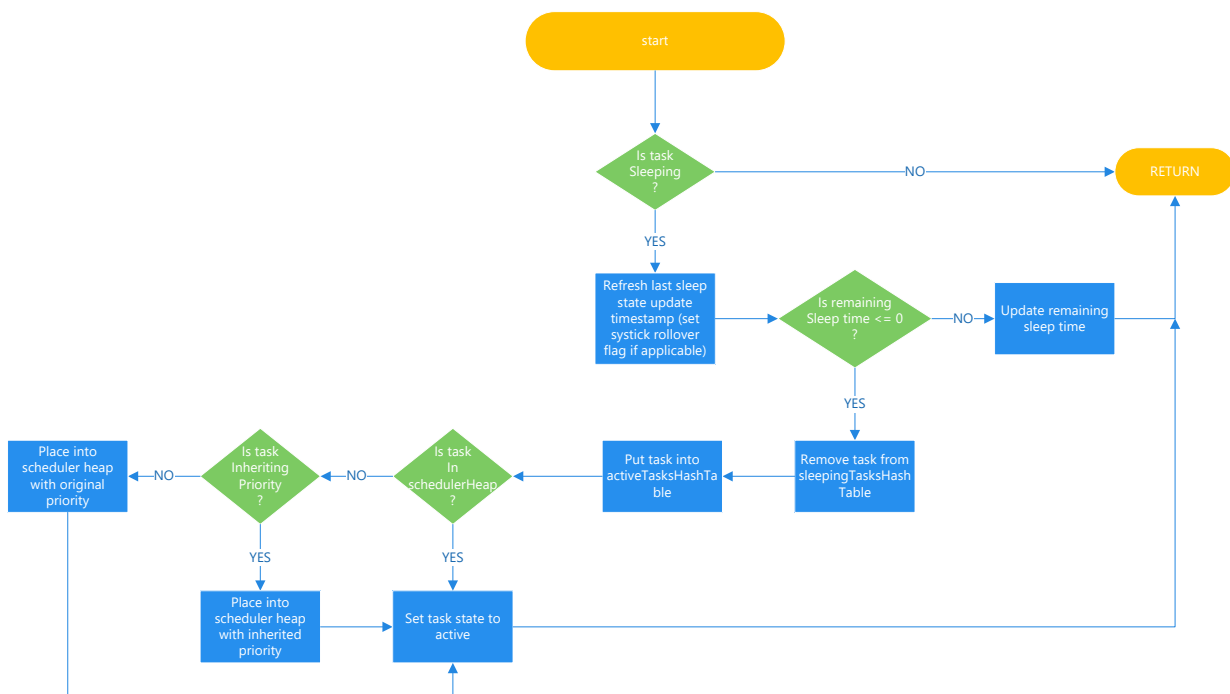 start
Is task
Sleeping
?
NO
RETURN
YES
Refresh last sleep
state update
timestamp (set
systick rollover
flag if applicable)
Is remaining
Sleep time <= 0
?
NO
Update remaining
sleep time
YES
Place into
scheduler heap
with original
priority
NO
Is task
Inheriting
Priority
?
NO
Is task
In
schedulerHeap
?
Put task into
activeTasksHashTa
ble
Remove task from
sleepingTasksHash
Table
YES
YES
Place into
scheduler heap
with inherited
priority
Set task state to
active